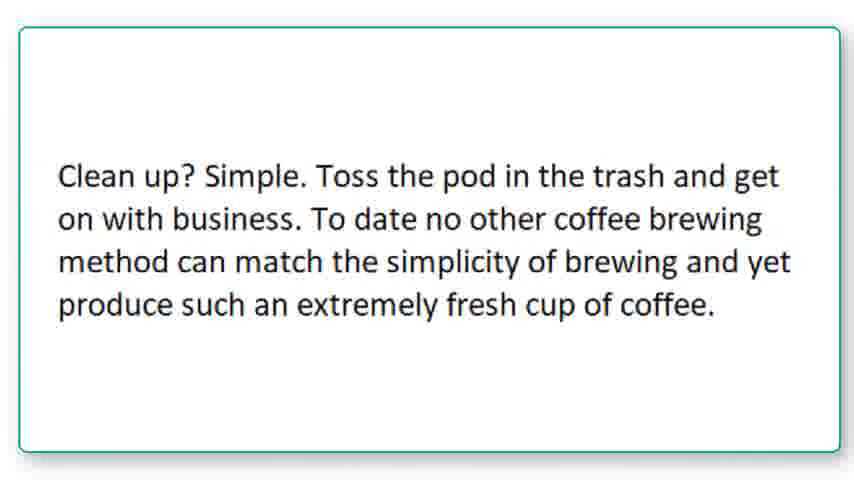 Clean up? Simple. Toss the pod in the trash and get
on with business. To date no other coffee brewing
method can match the simplicity of brewing and yet
produce such an extremely fresh cup of coffee.